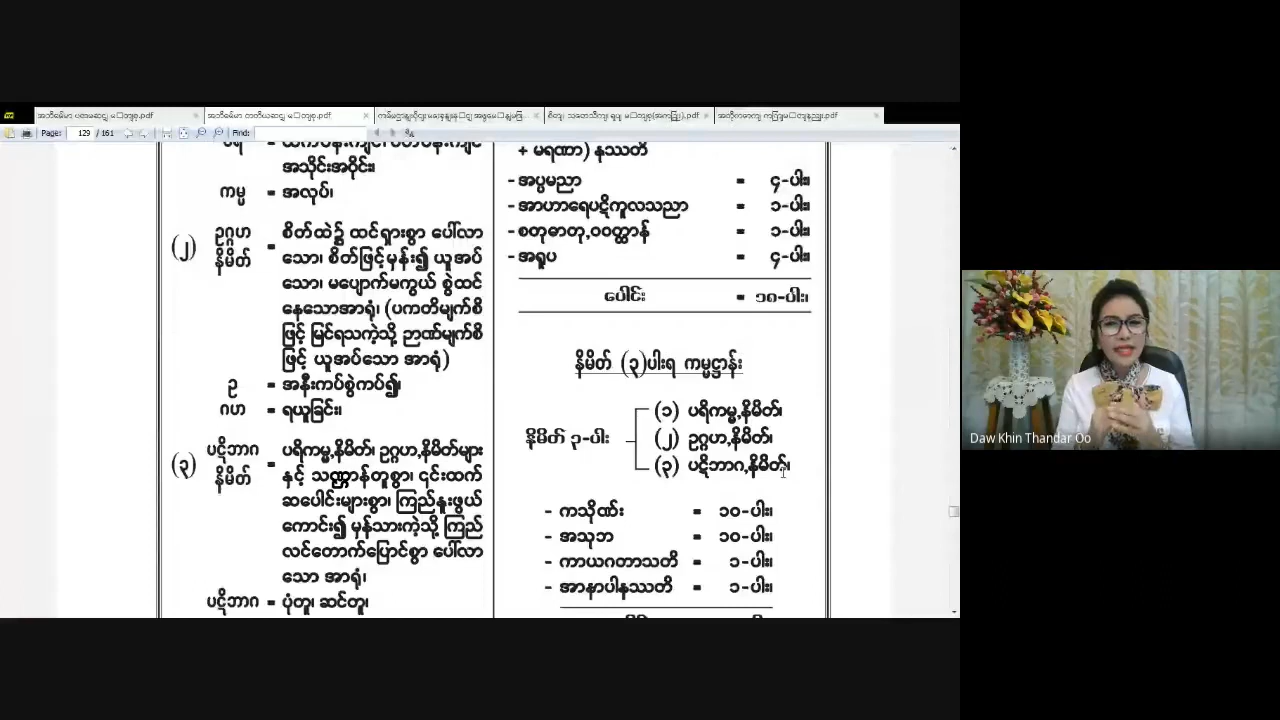 Page: 129 / 161 Find:
အသိုင်းအဝိုင်း၊
ကမ္မ = အလုပ်၊
(၂) ဥဂ္ဂဟ နိမိတ် = စိတ်ထဲ၌ ထင်ရှားစွာ ပေါ်လာ
သော၊ စိတ်ဖြင့်မှန်း၍ ယူအပ်
သော၊ မပျောက်မကွယ် စွဲထင်
နေသောအာရုံ၊ (ပကတိမျက်စိ
ဖြင့် မြင်ရသကဲ့သို့ ဉာဏ်မျက်စိ
ဖြင့် ယူအပ်သော အာရုံ)
ဥ = အနီးကပ်စွဲကပ်၍၊
ဂဟ = ရယူခြင်း၊
(၃) ပဋိဘာဂ နိမိတ် = ပရိကမ္မ,နိမိတ်၊ ဥဂ္ဂဟ,နိမိတ်များ
နှင့် သဏ္ဌာန်တူစွာ၊ ၎င်းထက်
ဆပေါင်းများစွာ၊ ကြည်နူးဖွယ်
ကောင်း၍ မှန်သားကဲ့သို့ ကြည်
လင်တောက်ပြောင်စွာ ပေါ်လာ
သော အာရုံ၊
ပဋိဘာဂ = ပုံတူ၊ ဆင်တူ၊
+ မရဏာ) နုဿတိ
- အပ္ပမညာ = ၄-ပါး၊
- အာဟာရေပဋိကူလသညာ = ၁-ပါး၊
- စတုဓာတု,ဝဝတ္ထာန် = ၁-ပါး၊
- အရူပ = ၄-ပါး၊
ပေါင်း = ၁၈-ပါး၊
နိမိတ် (၃)ပါးရ ကမ္မဋ္ဌာန်း
နိမိတ် ၃-ပါး
(၁) ပရိကမ္မ,နိမိတ်၊
(၂) ဥဂ္ဂဟ,နိမိတ်၊
(၃) ပဋိဘာဂ,နိမိတ်၊
- ကသိုဏ်း = ၁၀-ပါး၊
- အသုဘ = ၁၀-ပါး၊
- ကာယဂတာသတိ = ၁-ပါး၊
- အာနာပါနဿတိ = ၁-ပါး၊
Daw Khin Thandar Oo